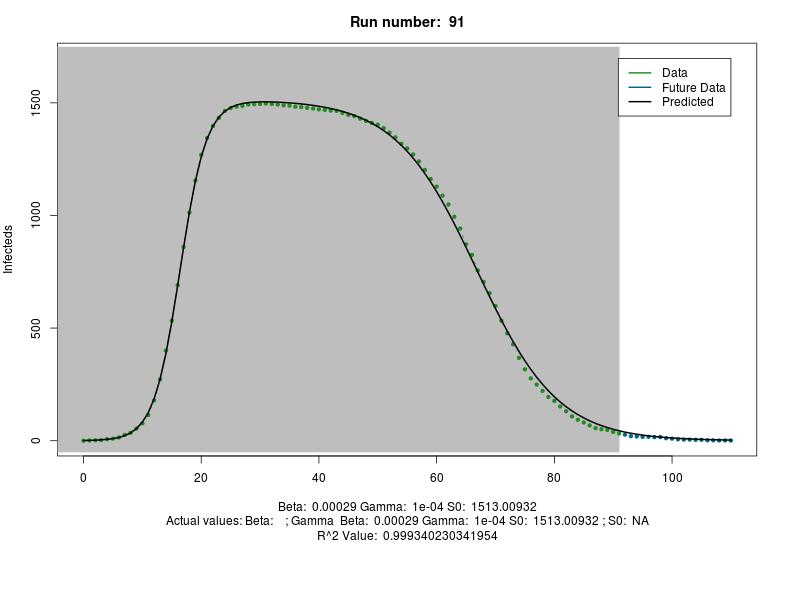 Run number: 91
Data
Future Data
Predicted
Infecteds
1500
1000
500
0
0 20 40 60 80 100
Beta: 0.00029 Gamma: 1e-04 S0: 1513.00932
Actual values: Beta: ; Gamma Beta: 0.00029 Gamma: 1e-04 S0: 1513.00932 ; S0: NA
R^2 Value: 0.999340230341954